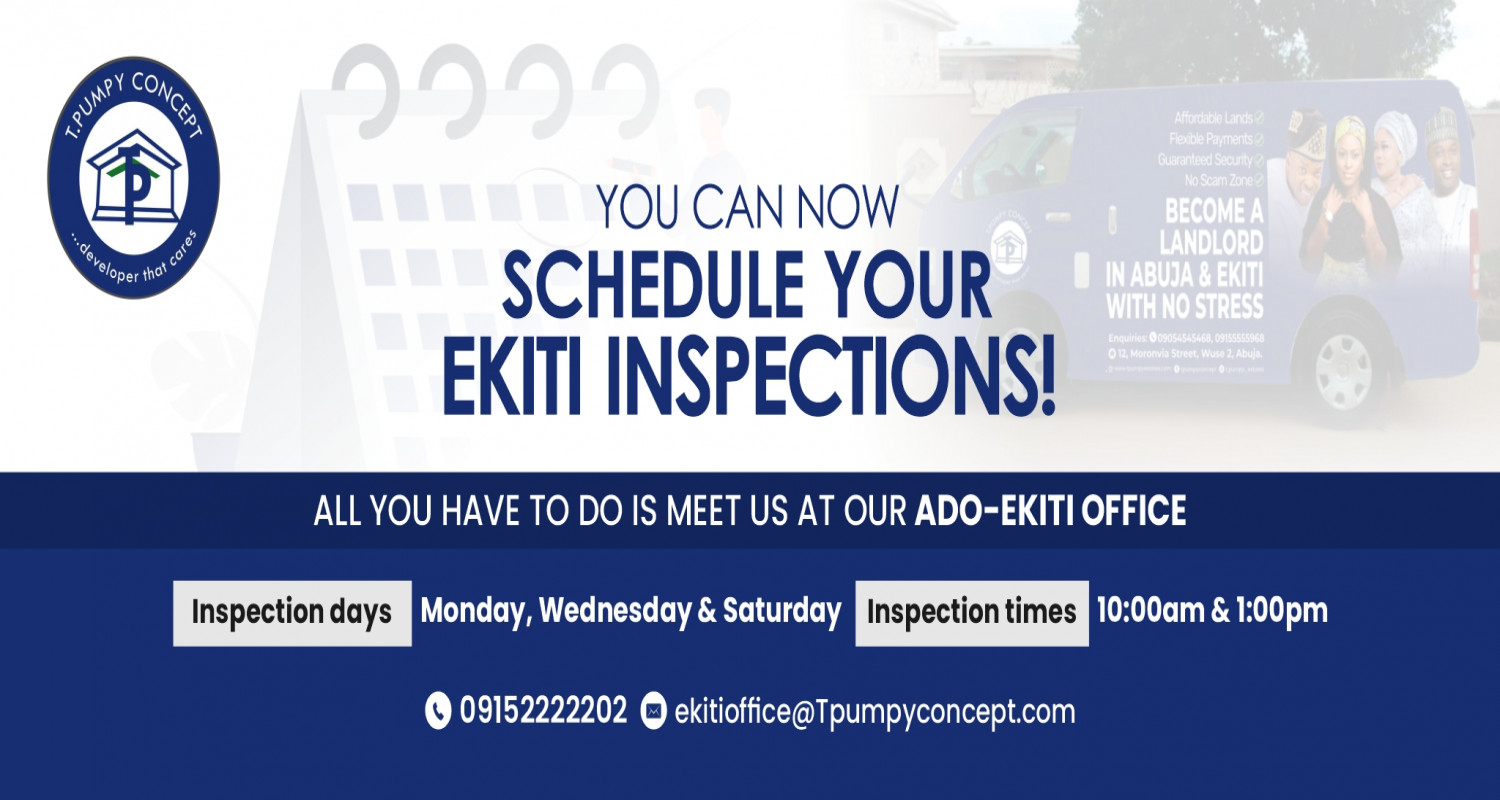 T.PUMPY CONCEPT
...developer that cares
YOU CAN NOW
SCHEDULE YOUR
EKITI INSPECTIONS!
Affordable Lands
Flexible Payments
Guaranteed Security
No Scam Zone
BECOME A
LANDLORD
IN ABUJA & EKITI
WITH NO STRESS
Enquiries: 09054545468, 09155555968
12, Moronvia Street, Wuse 2, Abuja.
T.PUMPY CONCEPT
ALL YOU HAVE TO DO IS MEET US AT OUR ADO-EKITI OFFICE
Inspection days Monday, Wednesday & Saturday Inspection times 10:00am & 1:00pm
09152222202 ekitioffice@Tpumpyconcept.com